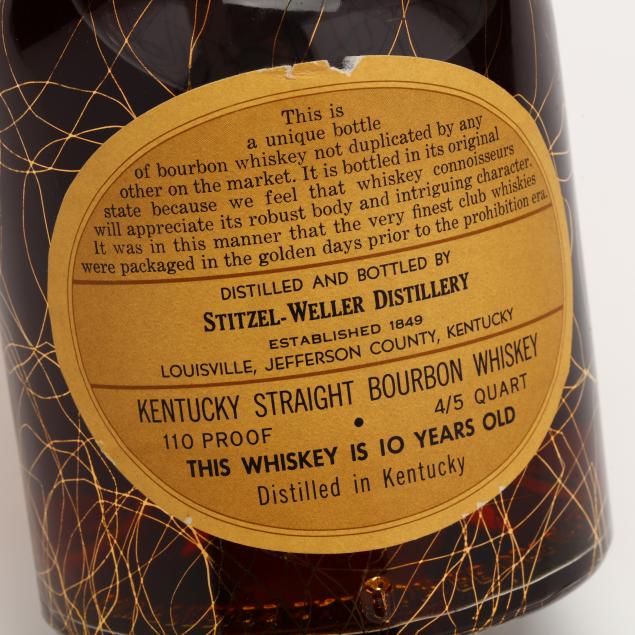 This is
a unique bottle
of bourbon whiskey not duplicated by any
other on the market. It is bottled in its original
state because we feel that whiskey connoisseurs
will appreciate its robust body and intriguing character.
It was in this manner that the very finest club whiskies
were packaged in the golden days prior to the prohibition era.
DISTILLED AND BOTTLED BY
STITZEL-WELLER DISTILLERY
ESTABLISHED 1849
LOUISVILLE, JEFFERSON COUNTY, KENTUCKY
KENTUCKY STRAIGHT BOURBON WHISKEY
110 PROOF • 4/5 QUART
THIS WHISKEY IS 10 YEARS OLD
Distilled in Kentucky